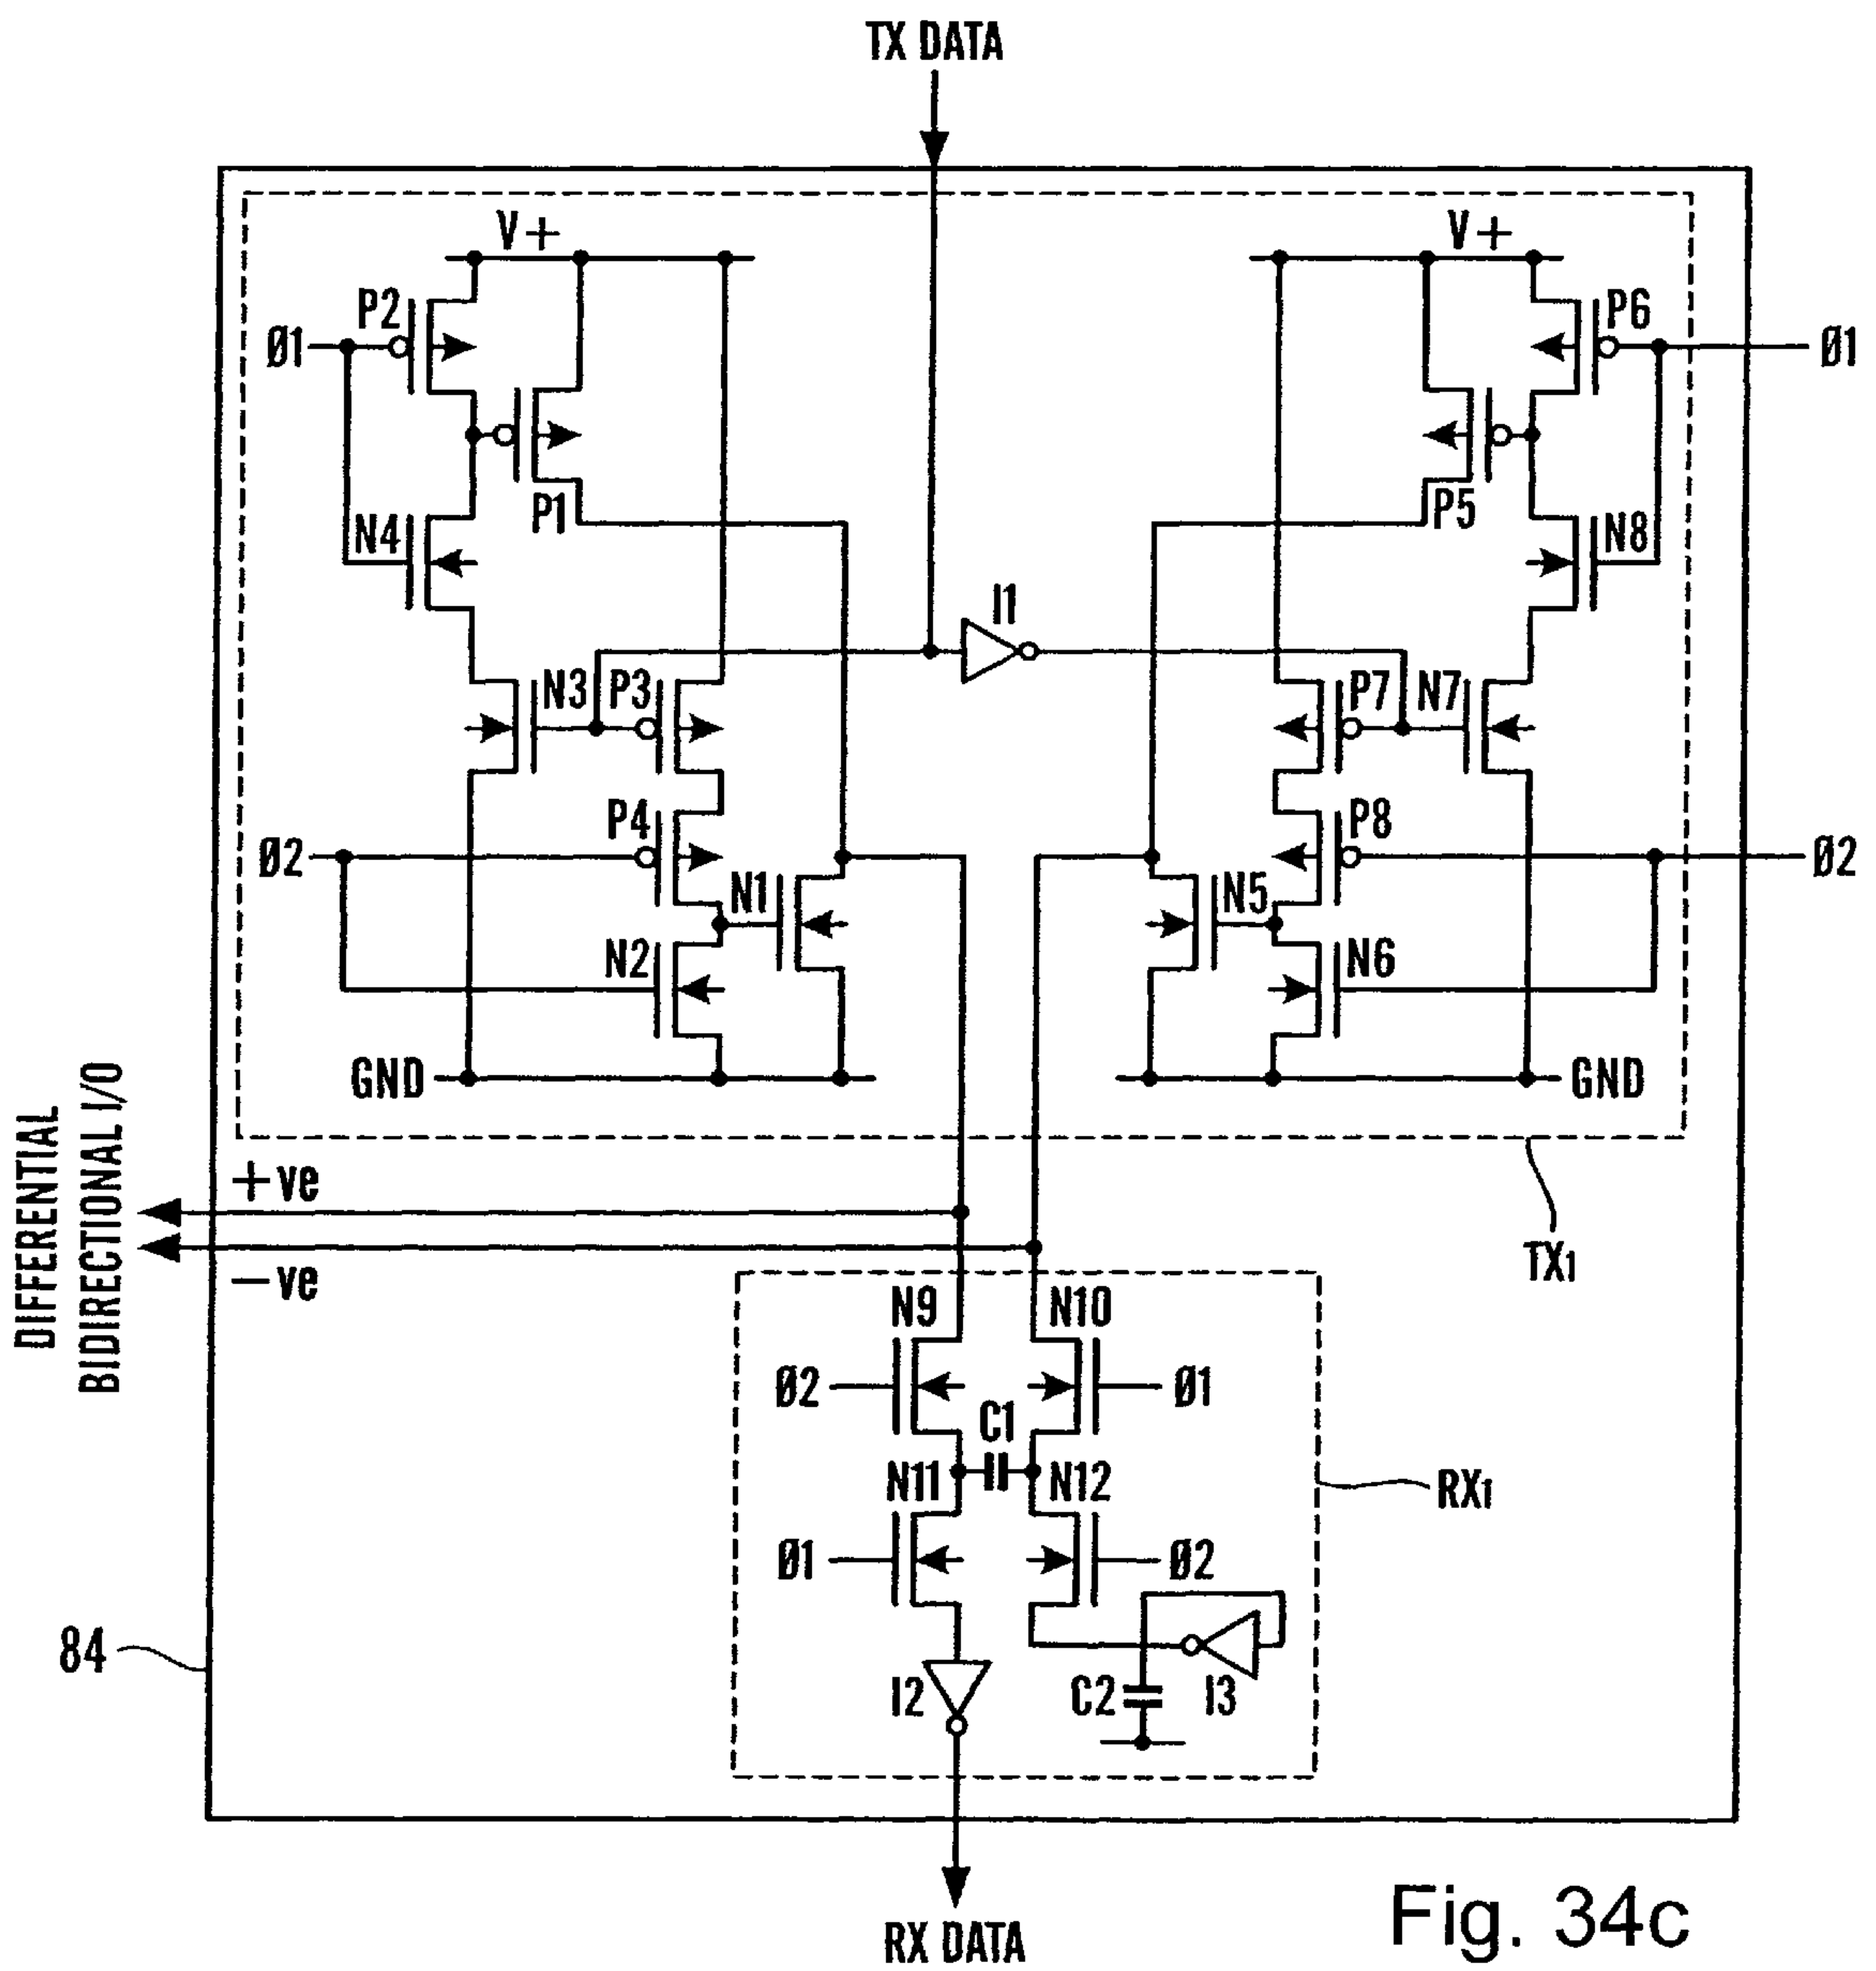 TX DATA
V+
V+
P2
P6
Ø1
Ø1
P1
P5
N4
N8
I1
N3
P3
P7
N7
P4
P8
Ø2
Ø2
N1
N5
N2
N6
GND
GND
DIFFERENTIAL
BIDIRECTIONAL I/O
+ve
−ve
TX1
N9
N10
Ø2
Ø1
C1
N11
N12
RX1
Ø1
Ø2
84
I2
C2
I3
RX DATA
Fig. 34c